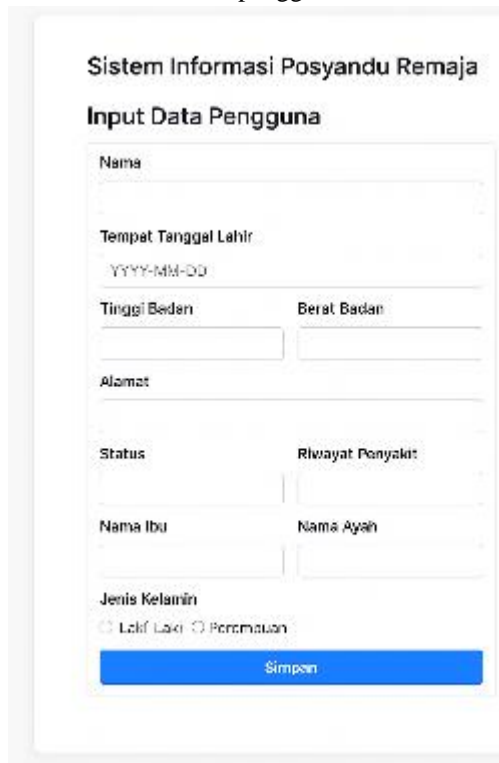 Sistem Informasi Posyandu Remaja
Input Data Pengguna
Nama
Tempat Tanggal Lahir
YYYY-MM-DD
Tinggi Badan Berat Badan
Alamat
Status Riwayat Penyakit
Nama Ibu Nama Ayah
Jenis Kelamin
Laki Laki Perempuan
Simpan